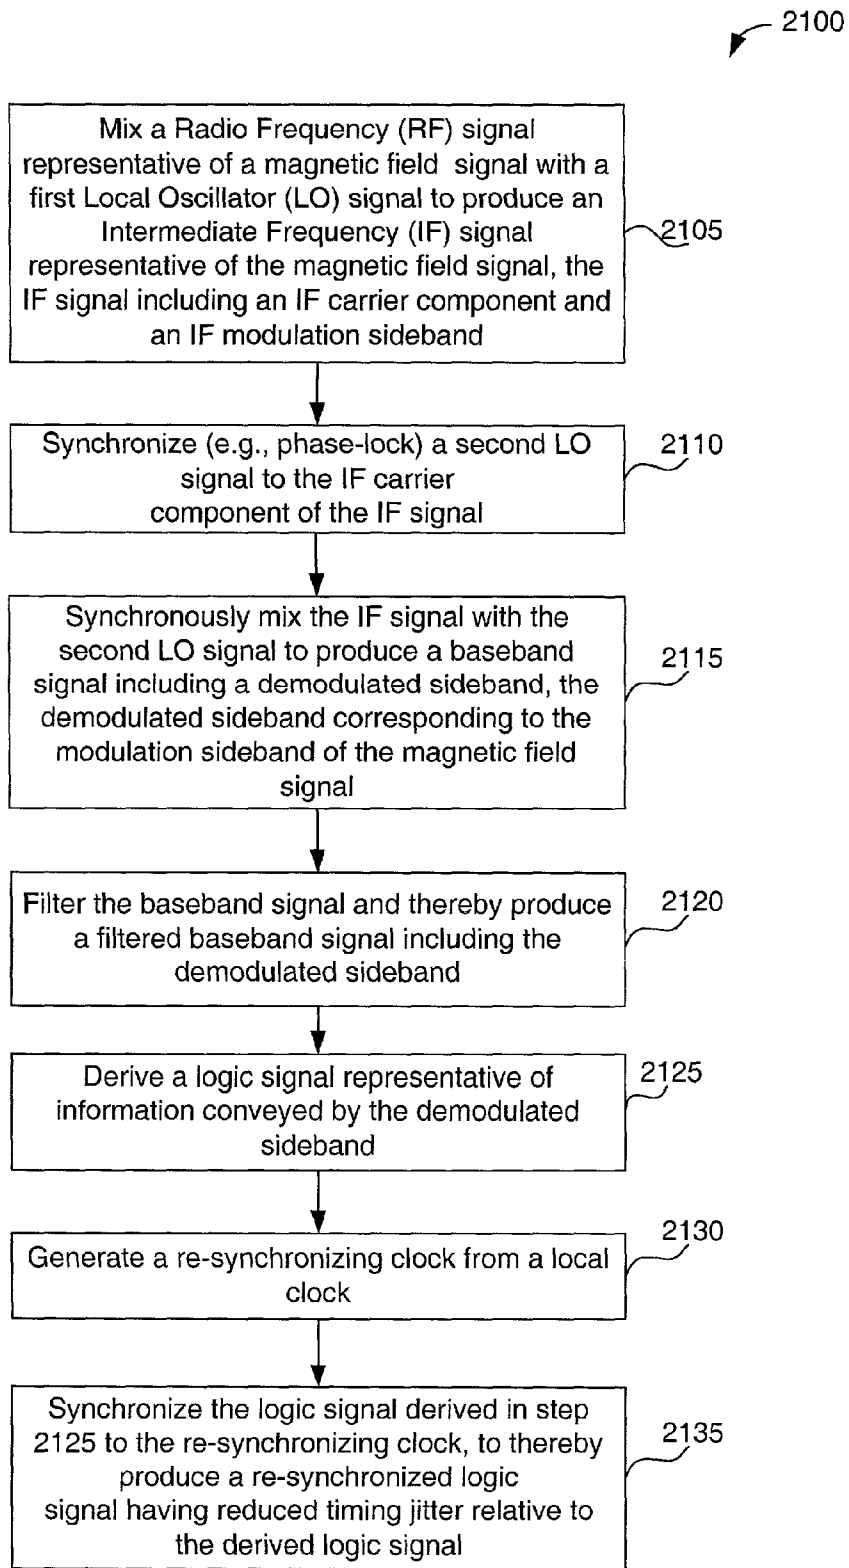 2100
Mix a Radio Frequency (RF) signal
representative of a magnetic field signal with a
first Local Oscillator (LO) signal to produce an
Intermediate Frequency (IF) signal
representative of the magnetic field signal, the
IF signal including an IF carrier component and
an IF modulation sideband
2105
Synchronize (e.g., phase-lock) a second LO
signal to the IF carrier
component of the IF signal
2110
Synchronously mix the IF signal with the
second LO signal to produce a baseband
signal including a demodulated sideband, the
demodulated sideband corresponding to the
modulation sideband of the magnetic field
signal
2115
Filter the baseband signal and thereby produce
a filtered baseband signal including the
demodulated sideband
2120
Derive a logic signal representative of
information conveyed by the demodulated
sideband
2125
Generate a re-synchronizing clock from a local
clock
2130
Synchronize the logic signal derived in step
2125 to the re-synchronizing clock, to thereby
produce a re-synchronized logic
signal having reduced timing jitter relative to
the derived logic signal
2135